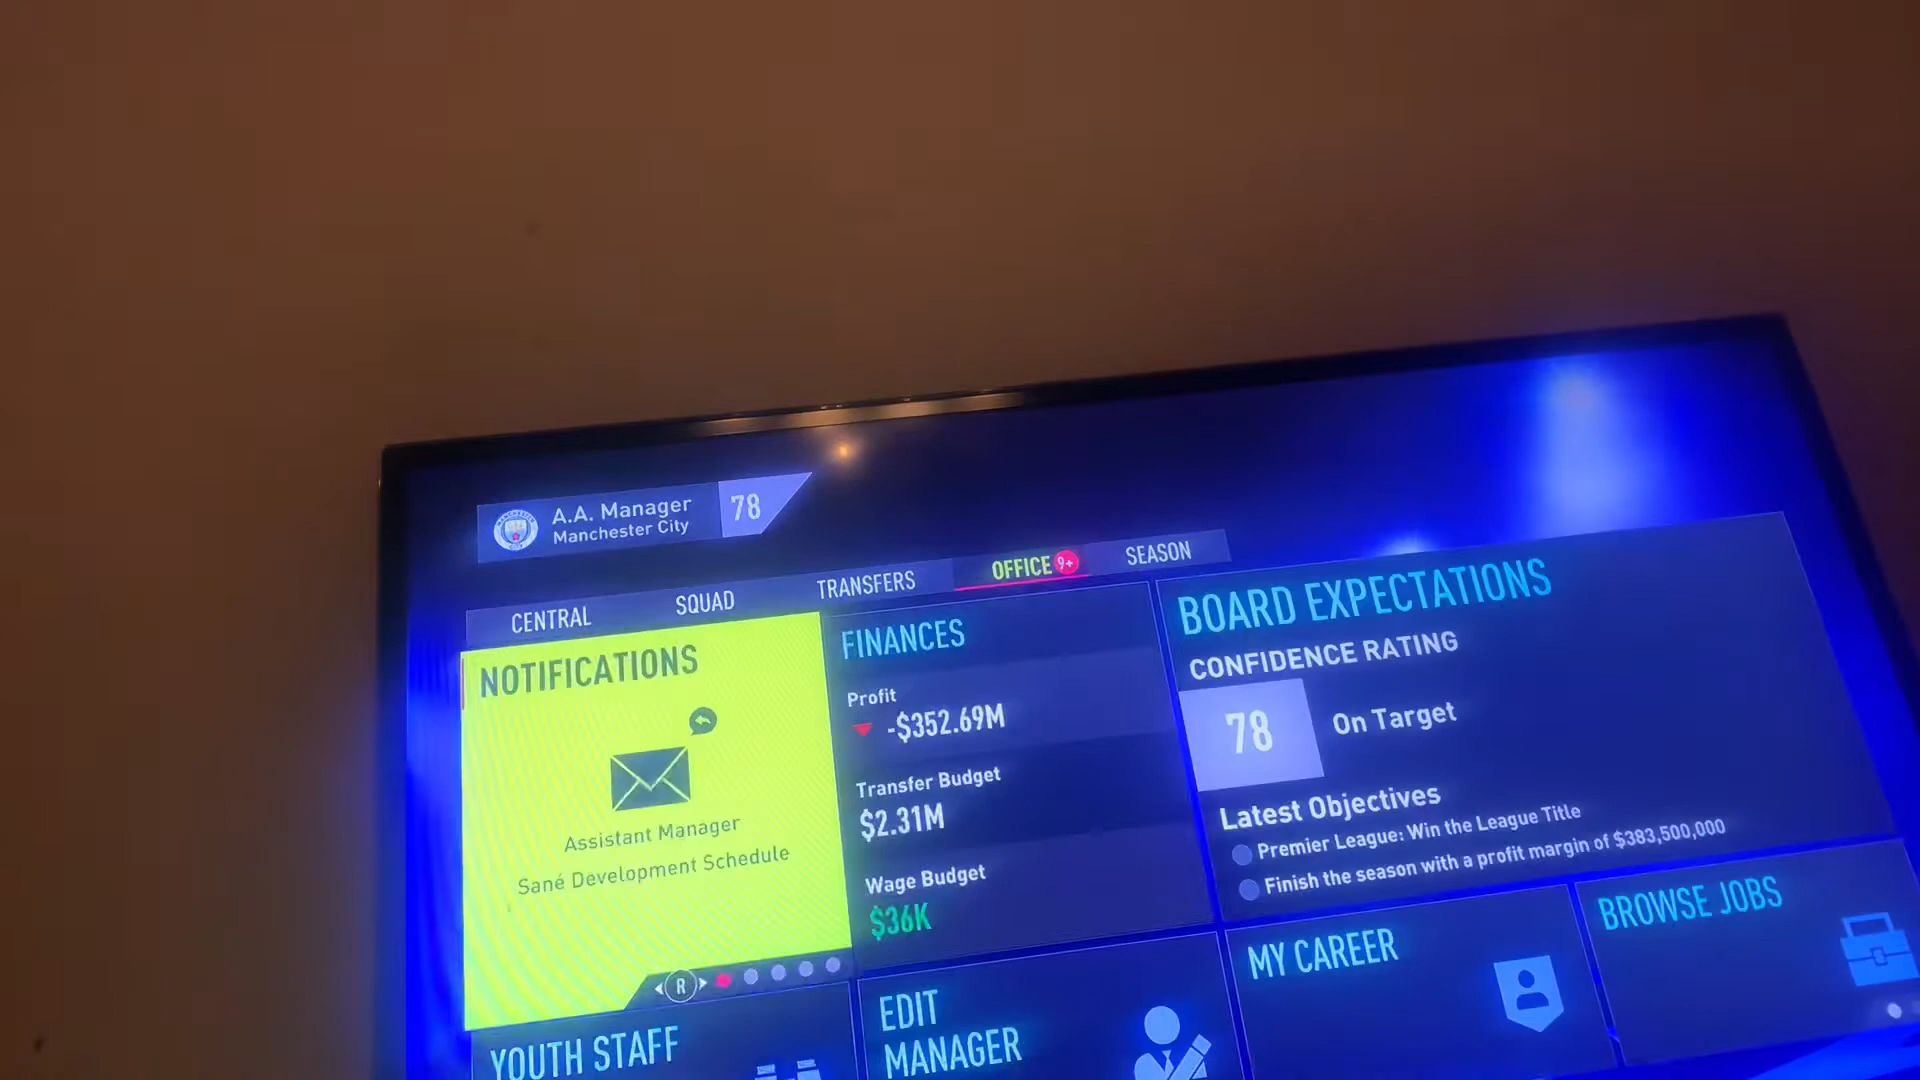 A.A. Manager
Manchester City
78
CENTRAL
SQUAD
TRANSFERS
OFFICE 9+
SEASON
NOTIFICATIONS
Assistant Manager
Sané Development Schedule
R
FINANCES
Profit
-$352.69M
Transfer Budget
$2.31M
Wage Budget
$36K
BOARD EXPECTATIONS
CONFIDENCE RATING
78
On Target
Latest Objectives
Premier League: Win the League Title
Finish the season with a profit margin of $383,500,000
YOUTH STAFF
EDIT
MANAGER
MY CAREER
BROWSE JOBS